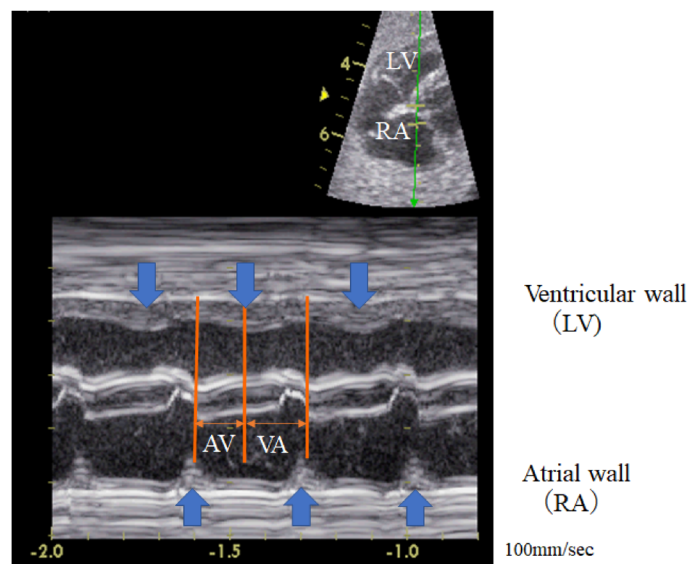 4
LV
RA
6
Ventricular wall
(LV)
AV
VA
Atrial wall
(RA)
-2.0
-1.5
-1.0
100mm/sec